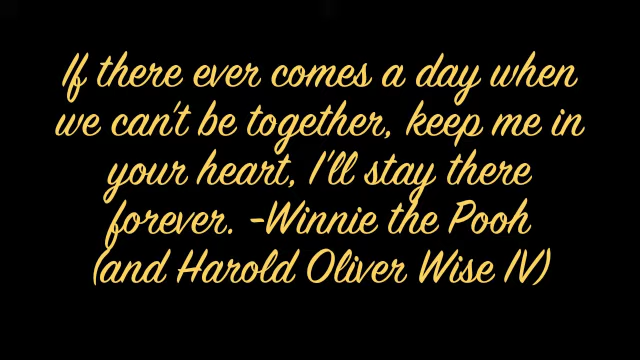 If there ever comes a day when
we can't be together, keep me in
your heart, I'll stay there
forever. -Winnie the Pooh
(and Harold Oliver Wise IV)